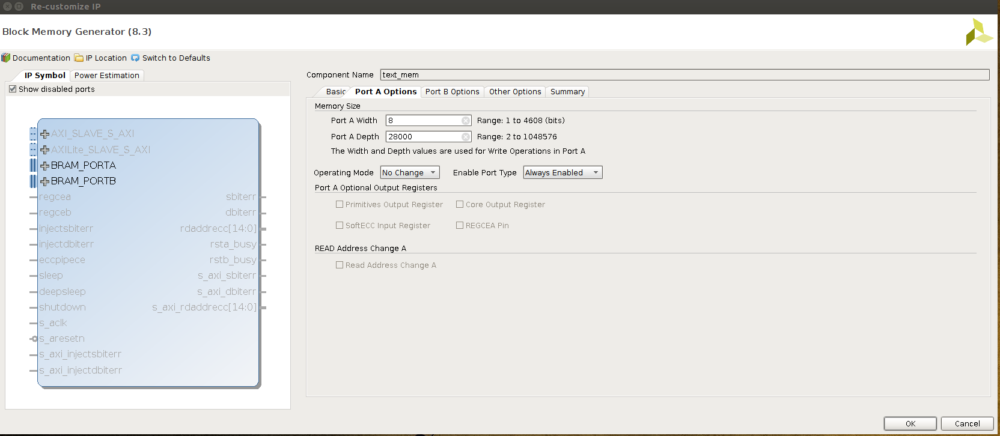 Re-customize IP
Block Memory Generator (8.3)
Documentation IP Location Switch to Defaults
IP Symbol Power Estimation
Show disabled ports
AXI_SLAVE_S_AXI
AXILite_SLAVE_S_AXI
BRAM_PORTA
BRAM_PORTB
regcea sbiterr
regceb dbiterr
injectsbiterr rdaddrecc[14:0]
injectdbiterr rsta_busy
eccpipece rstb_busy
sleep s_axi_sbiterr
deepsleep s_axi_dbiterr
shutdown s_axi_rdaddrecc[14:0]
s_aclk
s_aresetn
s_axi_injectsbiterr
s_axi_injectdbiterr
Component Name text_mem
Basic Port A Options Port B Options Other Options Summary
Memory Size
Port A Width 8 Range: 1 to 4608 (bits)
Port A Depth 28000 Range: 2 to 1048576
The Width and Depth values are used for Write Operations in Port A
Operating Mode No Change Enable Port Type Always Enabled
Port A Optional Output Registers
Primitives Output Register Core Output Register
SoftECC Input Register REGCEA Pin
READ Address Change A
Read Address Change A
OK Cancel